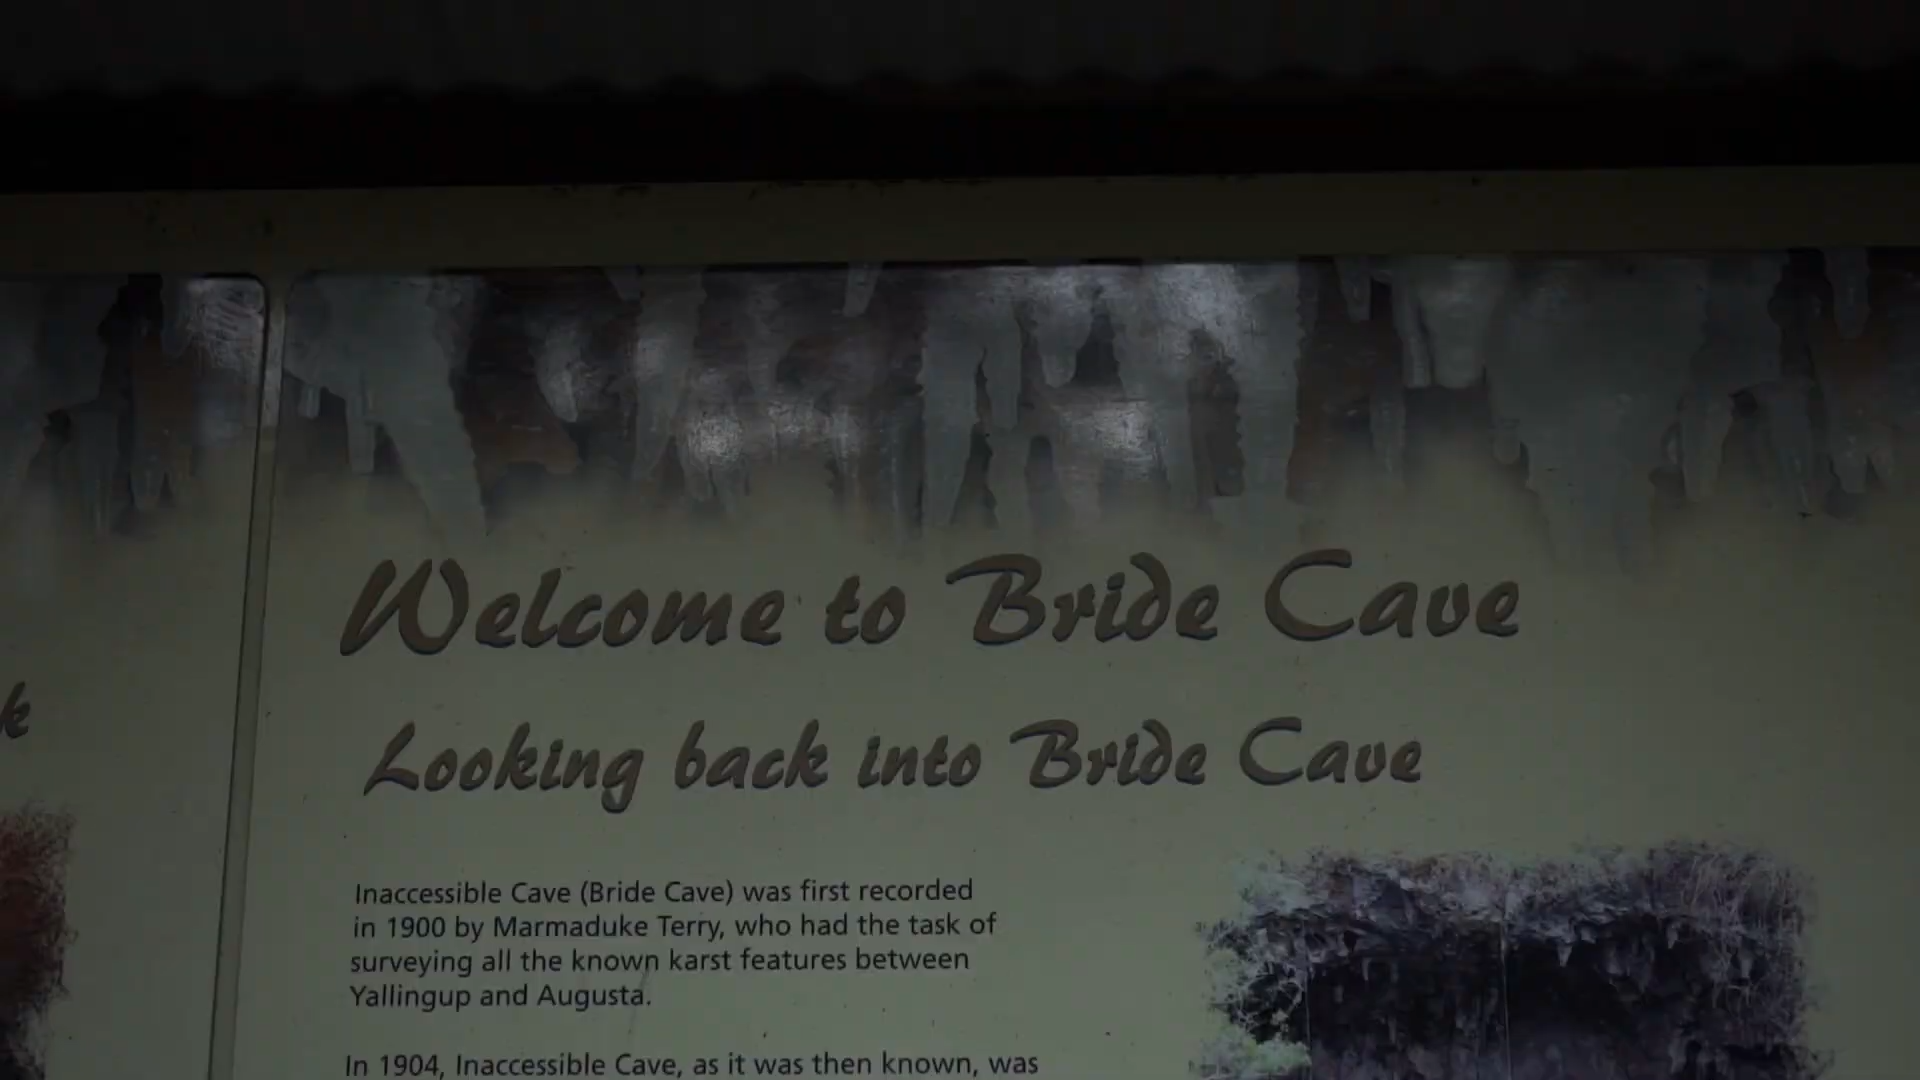 Welcome to Bride Cave
Looking back into Bride Cave
k
Inaccessible Cave (Bride Cave) was first recorded
in 1900 by Marmaduke Terry, who had the task of
surveying all the known karst features between
Yallingup and Augusta.
In 1904, Inaccessible Cave, as it was then known, was